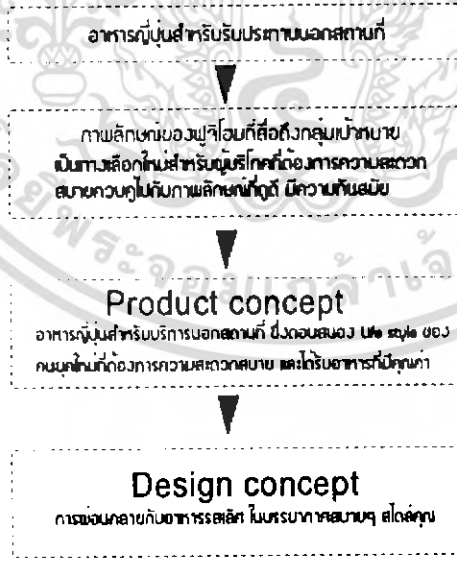 อาหารญี่ปุ่นสำหรับรับประทานนอกสถานที่
ภาพลักษณ์ของฟูจิโฮมที่สื่อถึงกลุ่มเป้าหมาย
เป็นทางเลือกใหม่สำหรับผู้บริโภคที่ต้องการความสะดวก
สบายควบคู่ไปกับภาพลักษณ์ที่ดูดี มีความทันสมัย
Product concept
อาหารญี่ปุ่นสำหรับบริการนอกสถานที่ ซึ่งตอบสนอง Life style ของ
คนยุคใหม่ที่ต้องการความสะดวกสบาย และได้รับอาหารที่มีคุณค่า
Design concept
การผ่อนคลายกับอาหารรสเลิศ ในบรรยากาศสบายๆ สไตล์คุณ